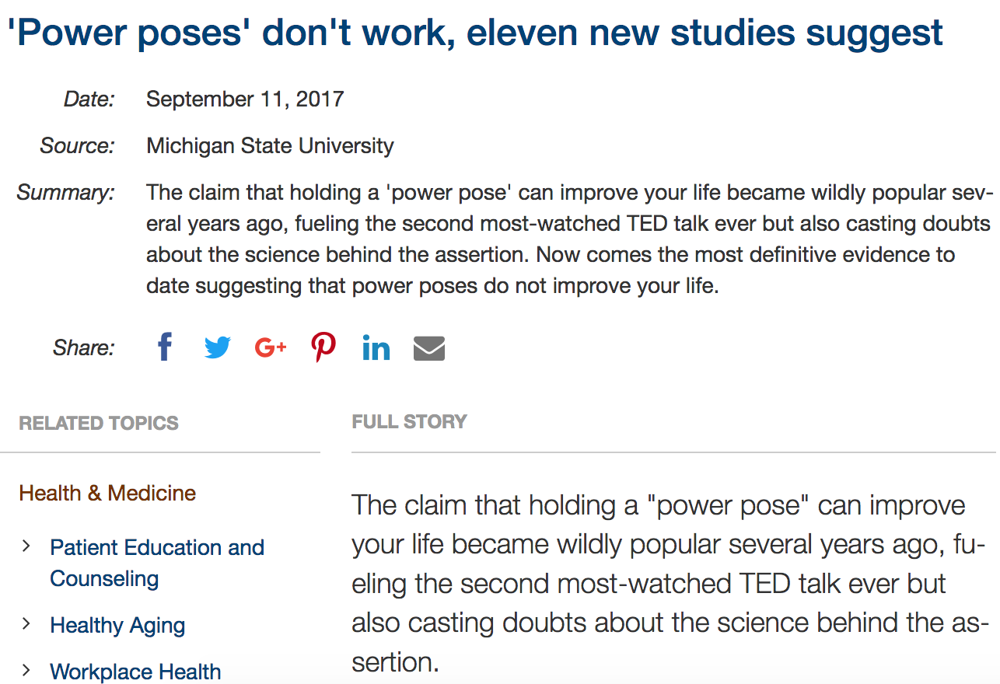 'Power poses' don't work, eleven new studies suggest
Date: September 11, 2017
Source: Michigan State University
Summary: The claim that holding a 'power pose' can improve your life became wildly popular sev-
eral years ago, fueling the second most-watched TED talk ever but also casting doubts
about the science behind the assertion. Now comes the most definitive evidence to
date suggesting that power poses do not improve your life.
Share: f G+ in
RELATED TOPICS
Health & Medicine
> Patient Education and
Counseling
> Healthy Aging
> Workplace Health
FULL STORY
The claim that holding a "power pose" can improve
your life became wildly popular several years ago, fu-
eling the second most-watched TED talk ever but
also casting doubts about the science behind the as-
sertion.